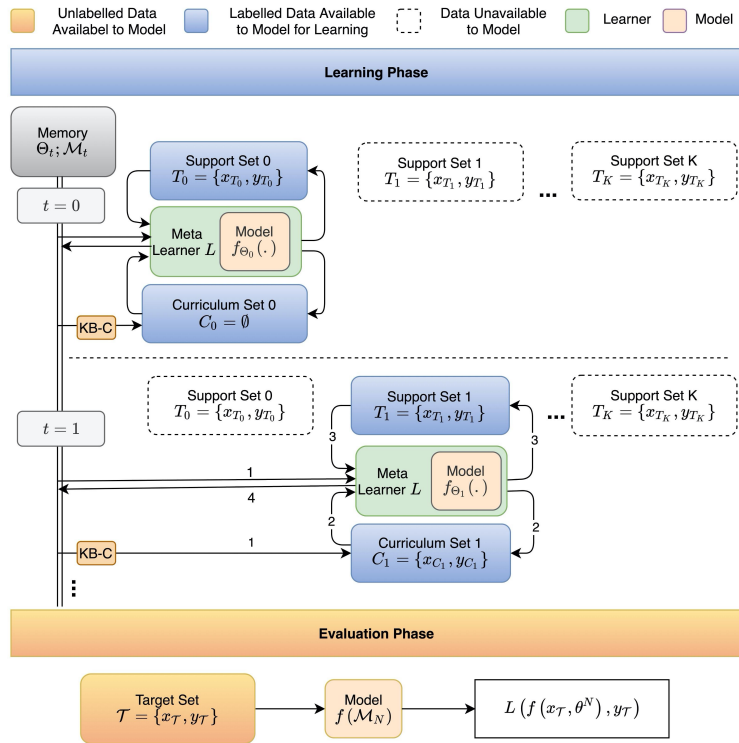 Unlabelled Data
Availabel to Model
Labelled Data Available
to Model for Learning
Data Unavailable
to Model
Learner
Model
Learning Phase
Memory
Θ_t; ℳ_t
t = 0
Support Set 0
T_0 = {x_{T_0}, y_{T_0}}
Support Set 1
T_1 = {x_{T_1}, y_{T_1}}
...
Support Set K
T_K = {x_{T_K}, y_{T_K}}
Meta
Learner L
Model
f_{Θ_0}(.)
Curriculum Set 0
C_0 = ∅
KB-C
Support Set 0
T_0 = {x_{T_0}, y_{T_0}}
Support Set 1
T_1 = {x_{T_1}, y_{T_1}}
...
Support Set K
T_K = {x_{T_K}, y_{T_K}}
t = 1
3
3
Meta
Learner L
Model
f_{Θ_1}(.)
1
4
2
2
Curriculum Set 1
C_1 = {x_{C_1}, y_{C_1}}
KB-C
1
...
Evaluation Phase
Target Set
𝒯 = {x_𝒯, y_𝒯}
Model
f(ℳ_N)
L(f(x_𝒯, θ^N), y_𝒯)